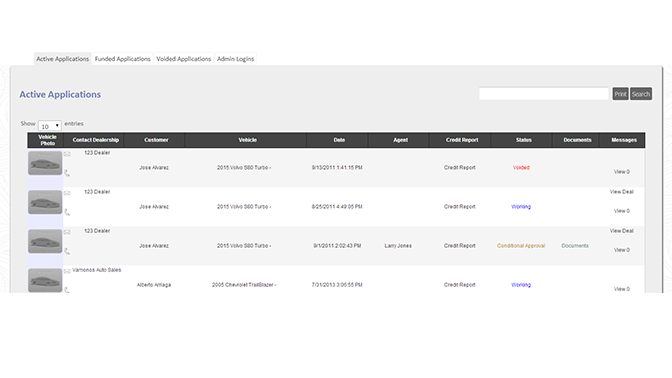 Active Applications Funded Applications Voided Applications Admin Logins
Active Applications
Print Search
Show 10 entries
Vehicle Photo Contact Dealership Customer Vehicle Date Agent Credit Report Status Documents Messages
123 Dealer
Jose Alvarez 2015 Volvo S80 Turbo - 9/13/2011 1:41:15 PM Credit Report Voided View 0
123 Dealer View Deal
Jose Alvarez 2015 Volvo S80 Turbo - 8/25/2011 4:49:05 PM Credit Report Working View 0
123 Dealer View Deal
Jose Alvarez 2015 Volvo S80 Turbo - 9/1/2011 2:02:43 PM Larry Jones Credit Report Conditional Approval Documents View 0
Vamonos Auto Sales
Alberto Arriaga 2005 Chevrolet TrailBlazer - 7/31/2013 3:06:55 PM Credit Report Working View 0